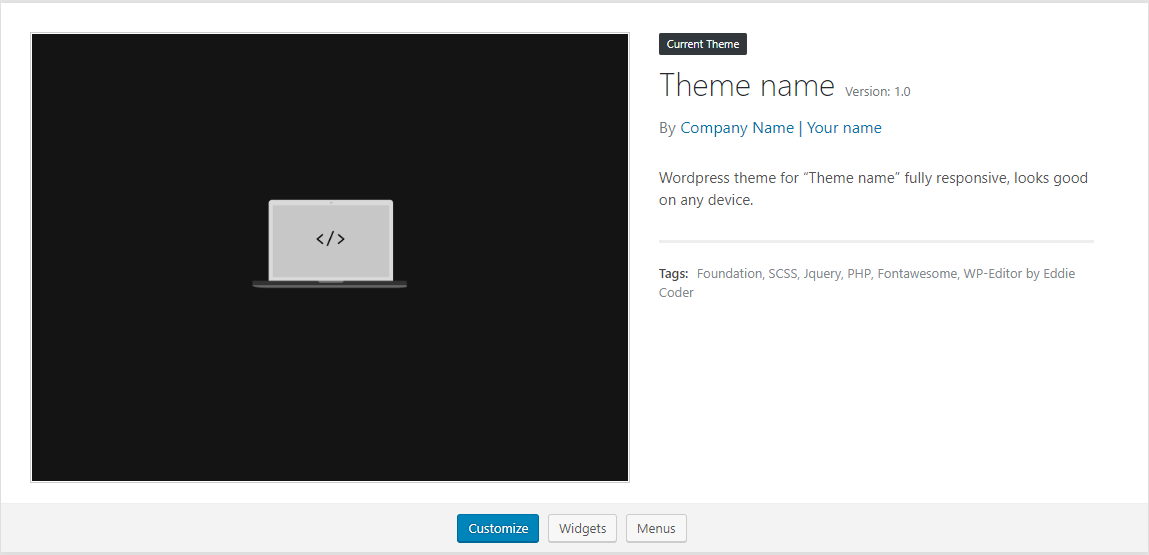 Current Theme
Theme name Version: 1.0
By Company Name | Your name
Wordpress theme for “Theme name” fully responsive, looks good
on any device.
</>
Tags: Foundation, SCSS, Jquery, PHP, Fontawesome, WP-Editor by Eddie
Coder
Customize Widgets Menus